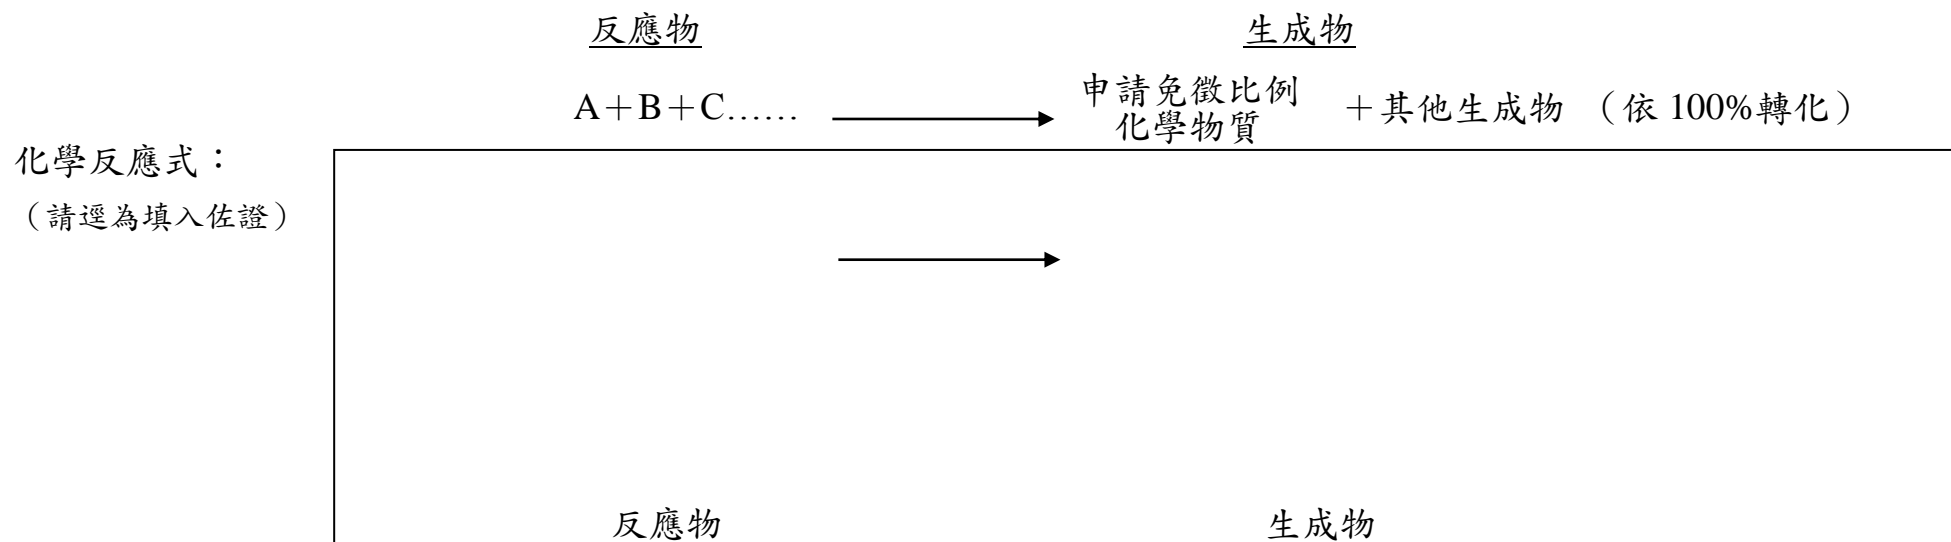 反應物 生成物
A＋B＋C…… 申請免徵比例化學物質 ＋其他生成物 （依 100%轉化）
化學反應式：
（請逕為填入佐證）
反應物 生成物